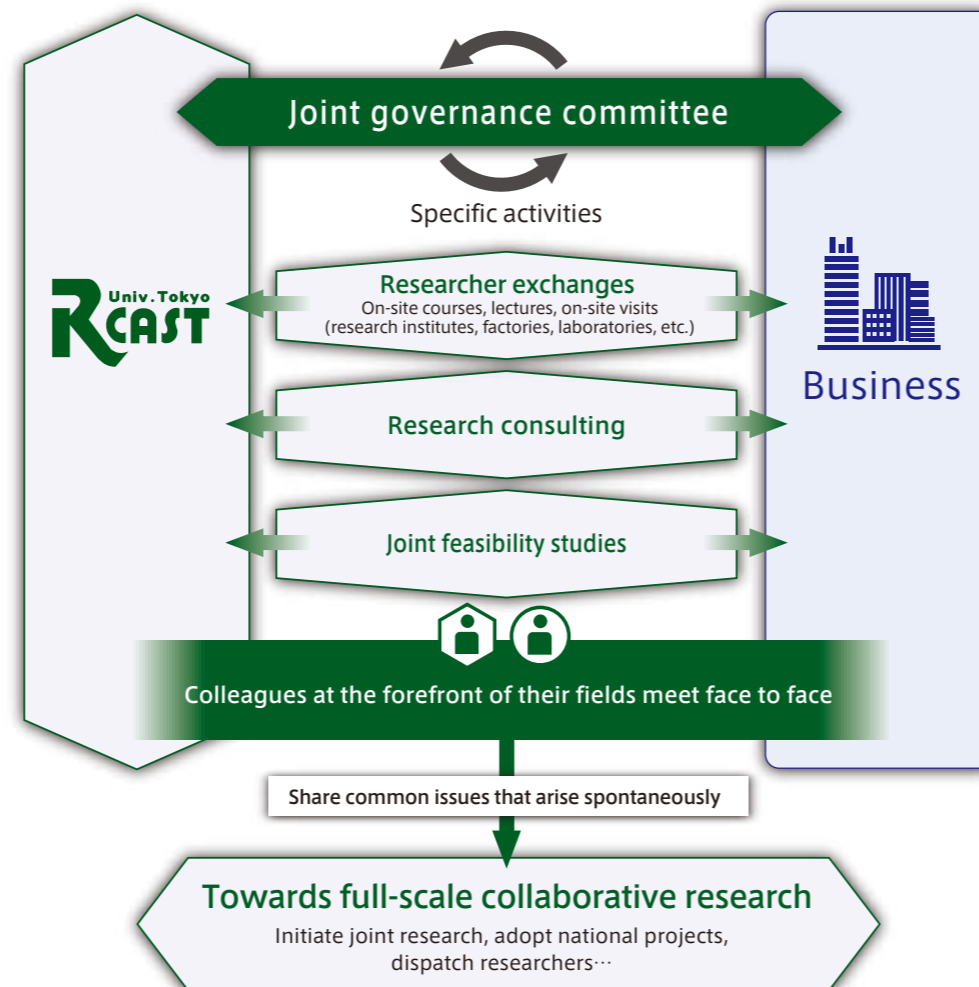 Joint governance committee
Specific activities
Univ.Tokyo
RCAST
Researcher exchanges
On-site courses, lectures, on-site visits
(research institutes, factories, laboratories, etc.)
Business
Research consulting
Joint feasibility studies
Colleagues at the forefront of their fields meet face to face
Share common issues that arise spontaneously
Towards full-scale collaborative research
Initiate joint research, adopt national projects,
dispatch researchers…